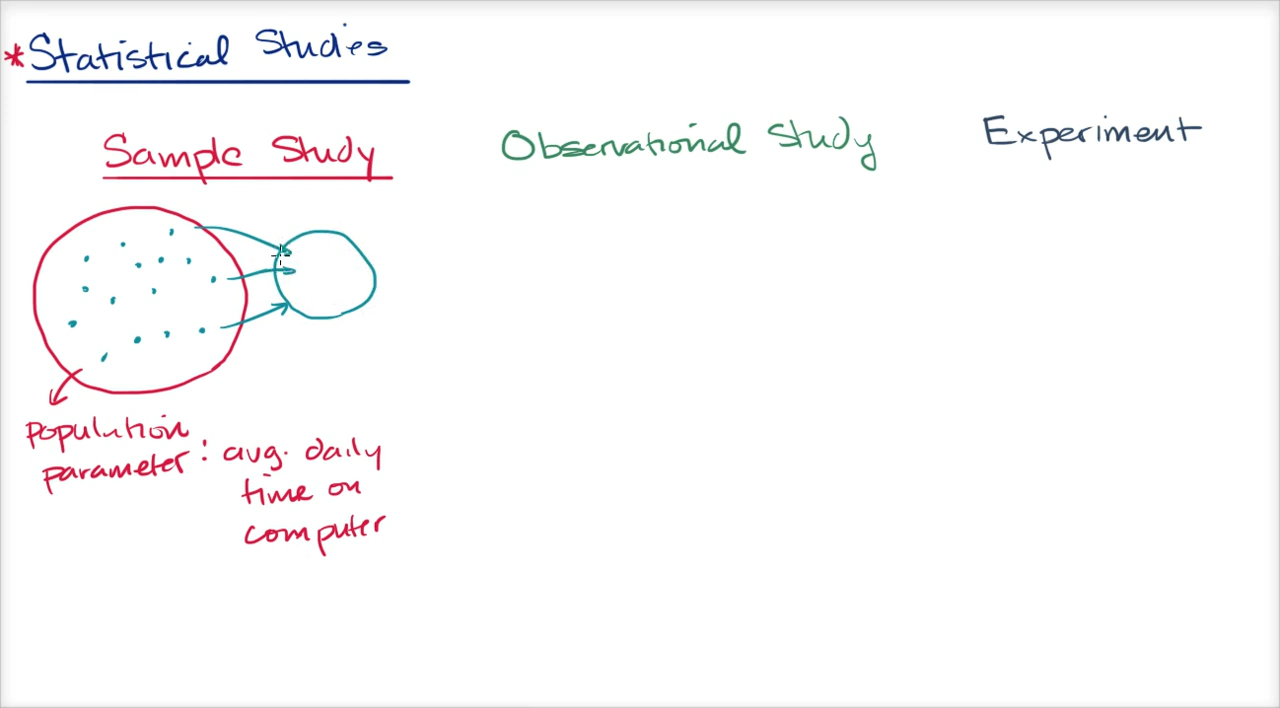 *Statistical Studies
Sample Study
Observational Study
Experiment
Population
parameter : avg. daily
time on
computer